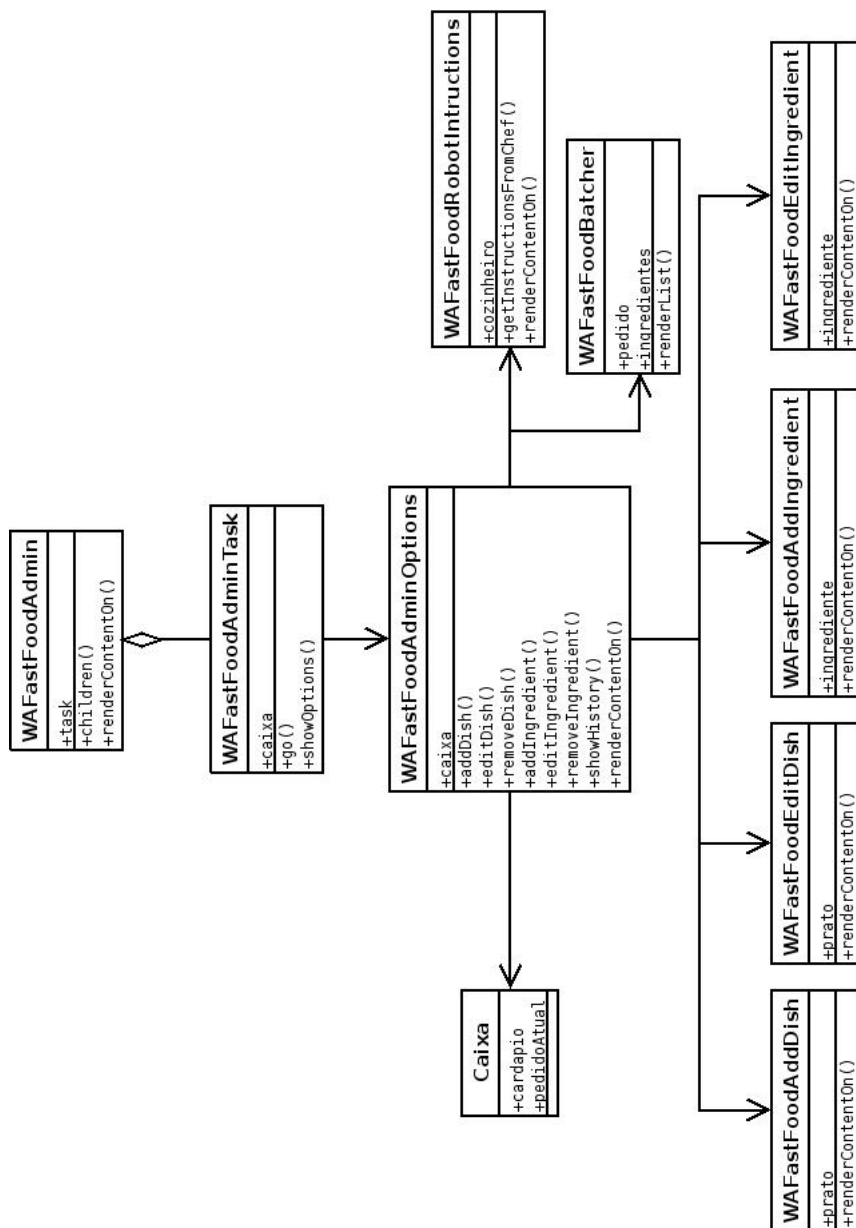 WAFastFoodAdmin
+task
+children()
+renderContentOn()
WAFastFoodAdminTask
+caixa
+go()
+showOptions()
Caixa
+cardapio
+pedidoAtual
WAFastFoodAdminOptions
+caixa
+addDish()
+editDish()
+removeDish()
+addIngredient()
+editIngredient()
+removeIngredient()
+showHistory()
+renderContentOn()
WAFastFoodRobotIntructions
+cozinheiro
+getInstructionsFromChef()
+renderContentOn()
WAFastFoodBatcher
+pedido
+ingredientes
+renderList()
WAFastFoodAddDish
+prato
+renderContentOn()
WAFastFoodEditDish
+prato
+renderContentOn()
WAFastFoodAddIngredient
+ingrediente
+renderContentOn()
WAFastFoodEditIngredient
+ingrediente
+renderContentOn()